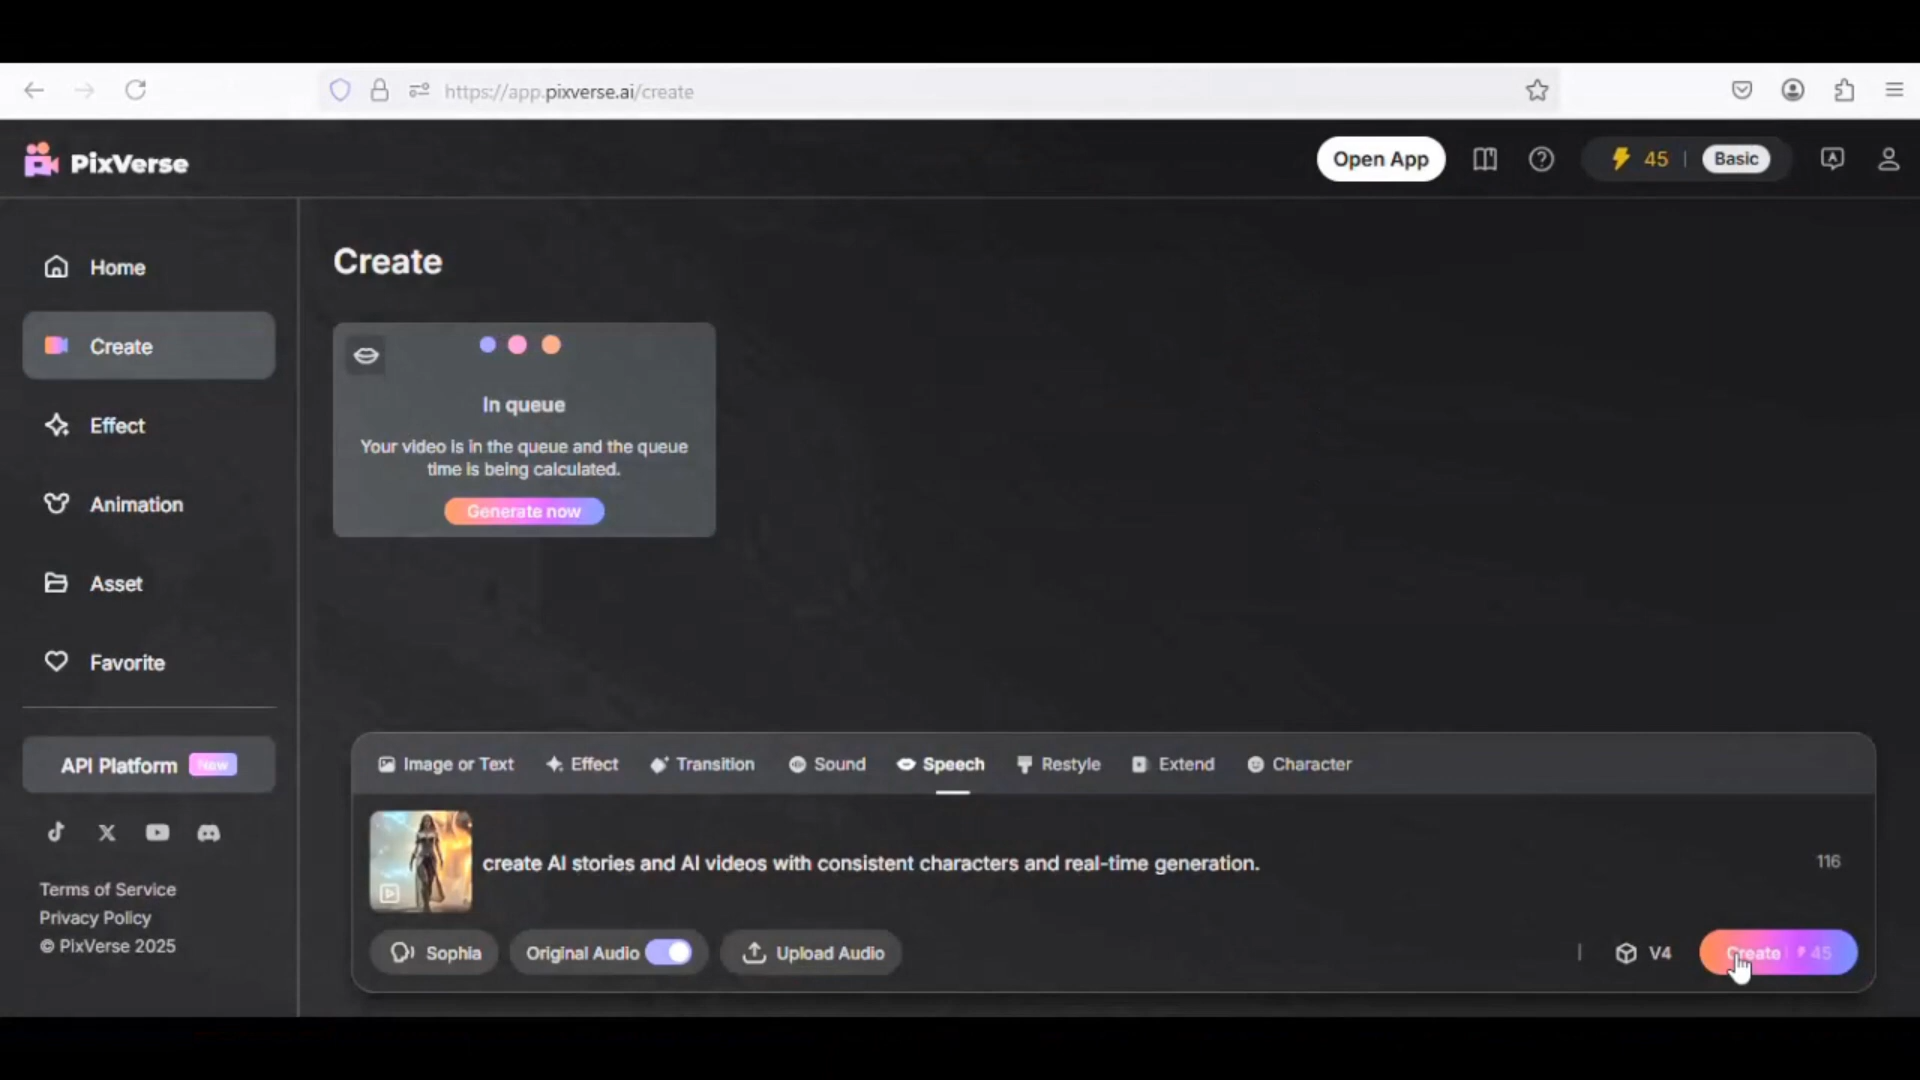 https://app.pixverse.ai/create
PixVerse
Open App
45
Basic
Home
Create
Effect
Animation
Asset
Favorite
API Platform New
Terms of Service
Privacy Policy
© PixVerse 2025
Create
In queue
Your video is in the queue and the queue
time is being calculated.
Generate now
Image or Text Effect Transition Sound Speech Restyle Extend Character
create AI stories and AI videos with consistent characters and real-time generation.
116
Sophia Original Audio Upload Audio
V4
Create 45